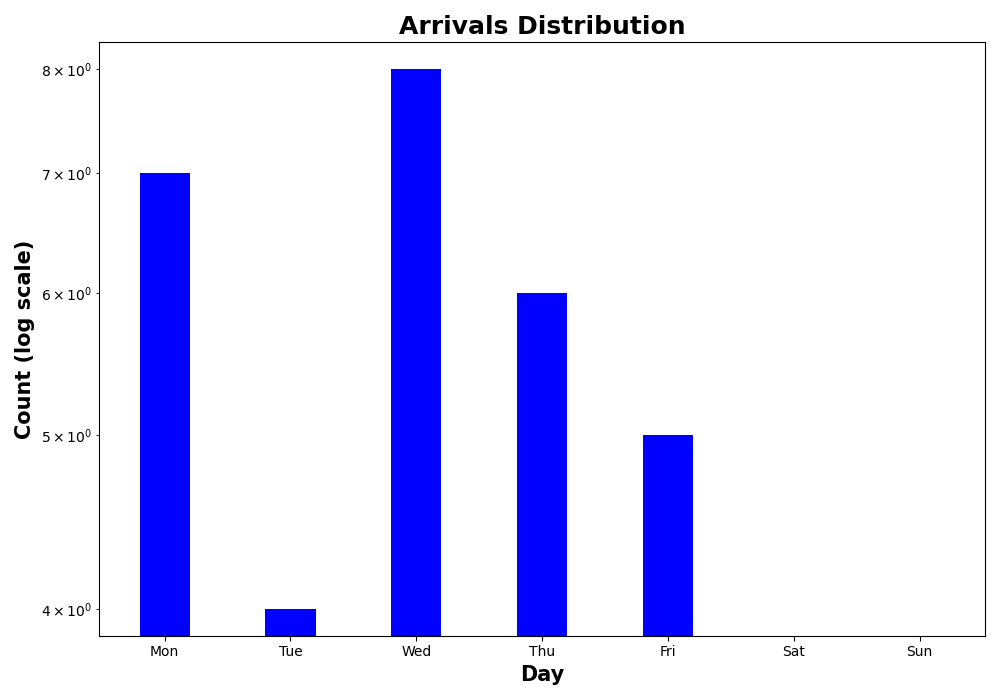 Arrivals Distribution
8 × 10⁰
7 × 10⁰
6 × 10⁰
5 × 10⁰
4 × 10⁰
Count (log scale)
Mon Tue Wed Thu Fri Sat Sun
Day